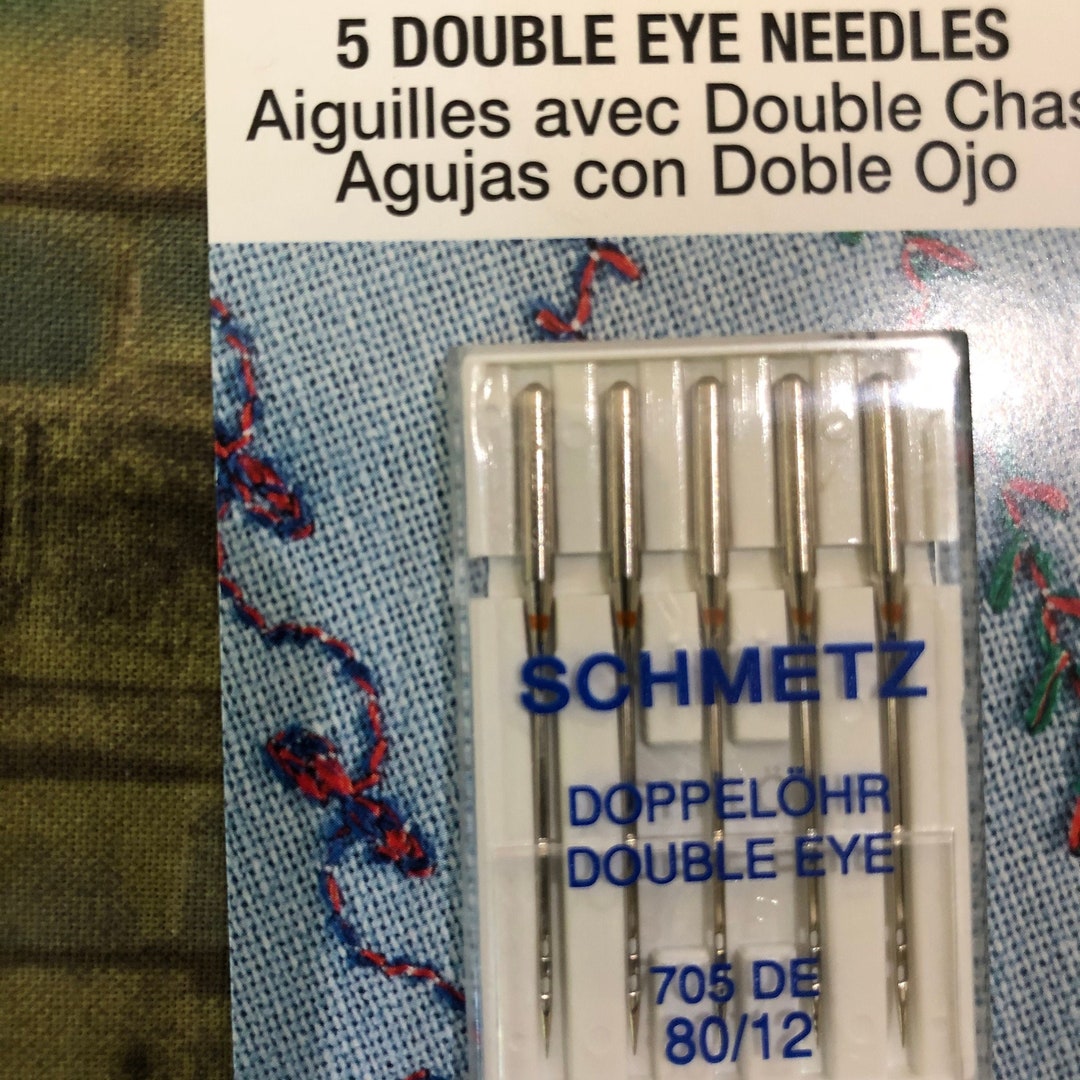 5 DOUBLE EYE NEEDLES
Aiguilles avec Double Chas
Agujas con Doble Ojo
SCHMETZ
DOPPELÖHR
DOUBLE EYE
705 DE
80/12